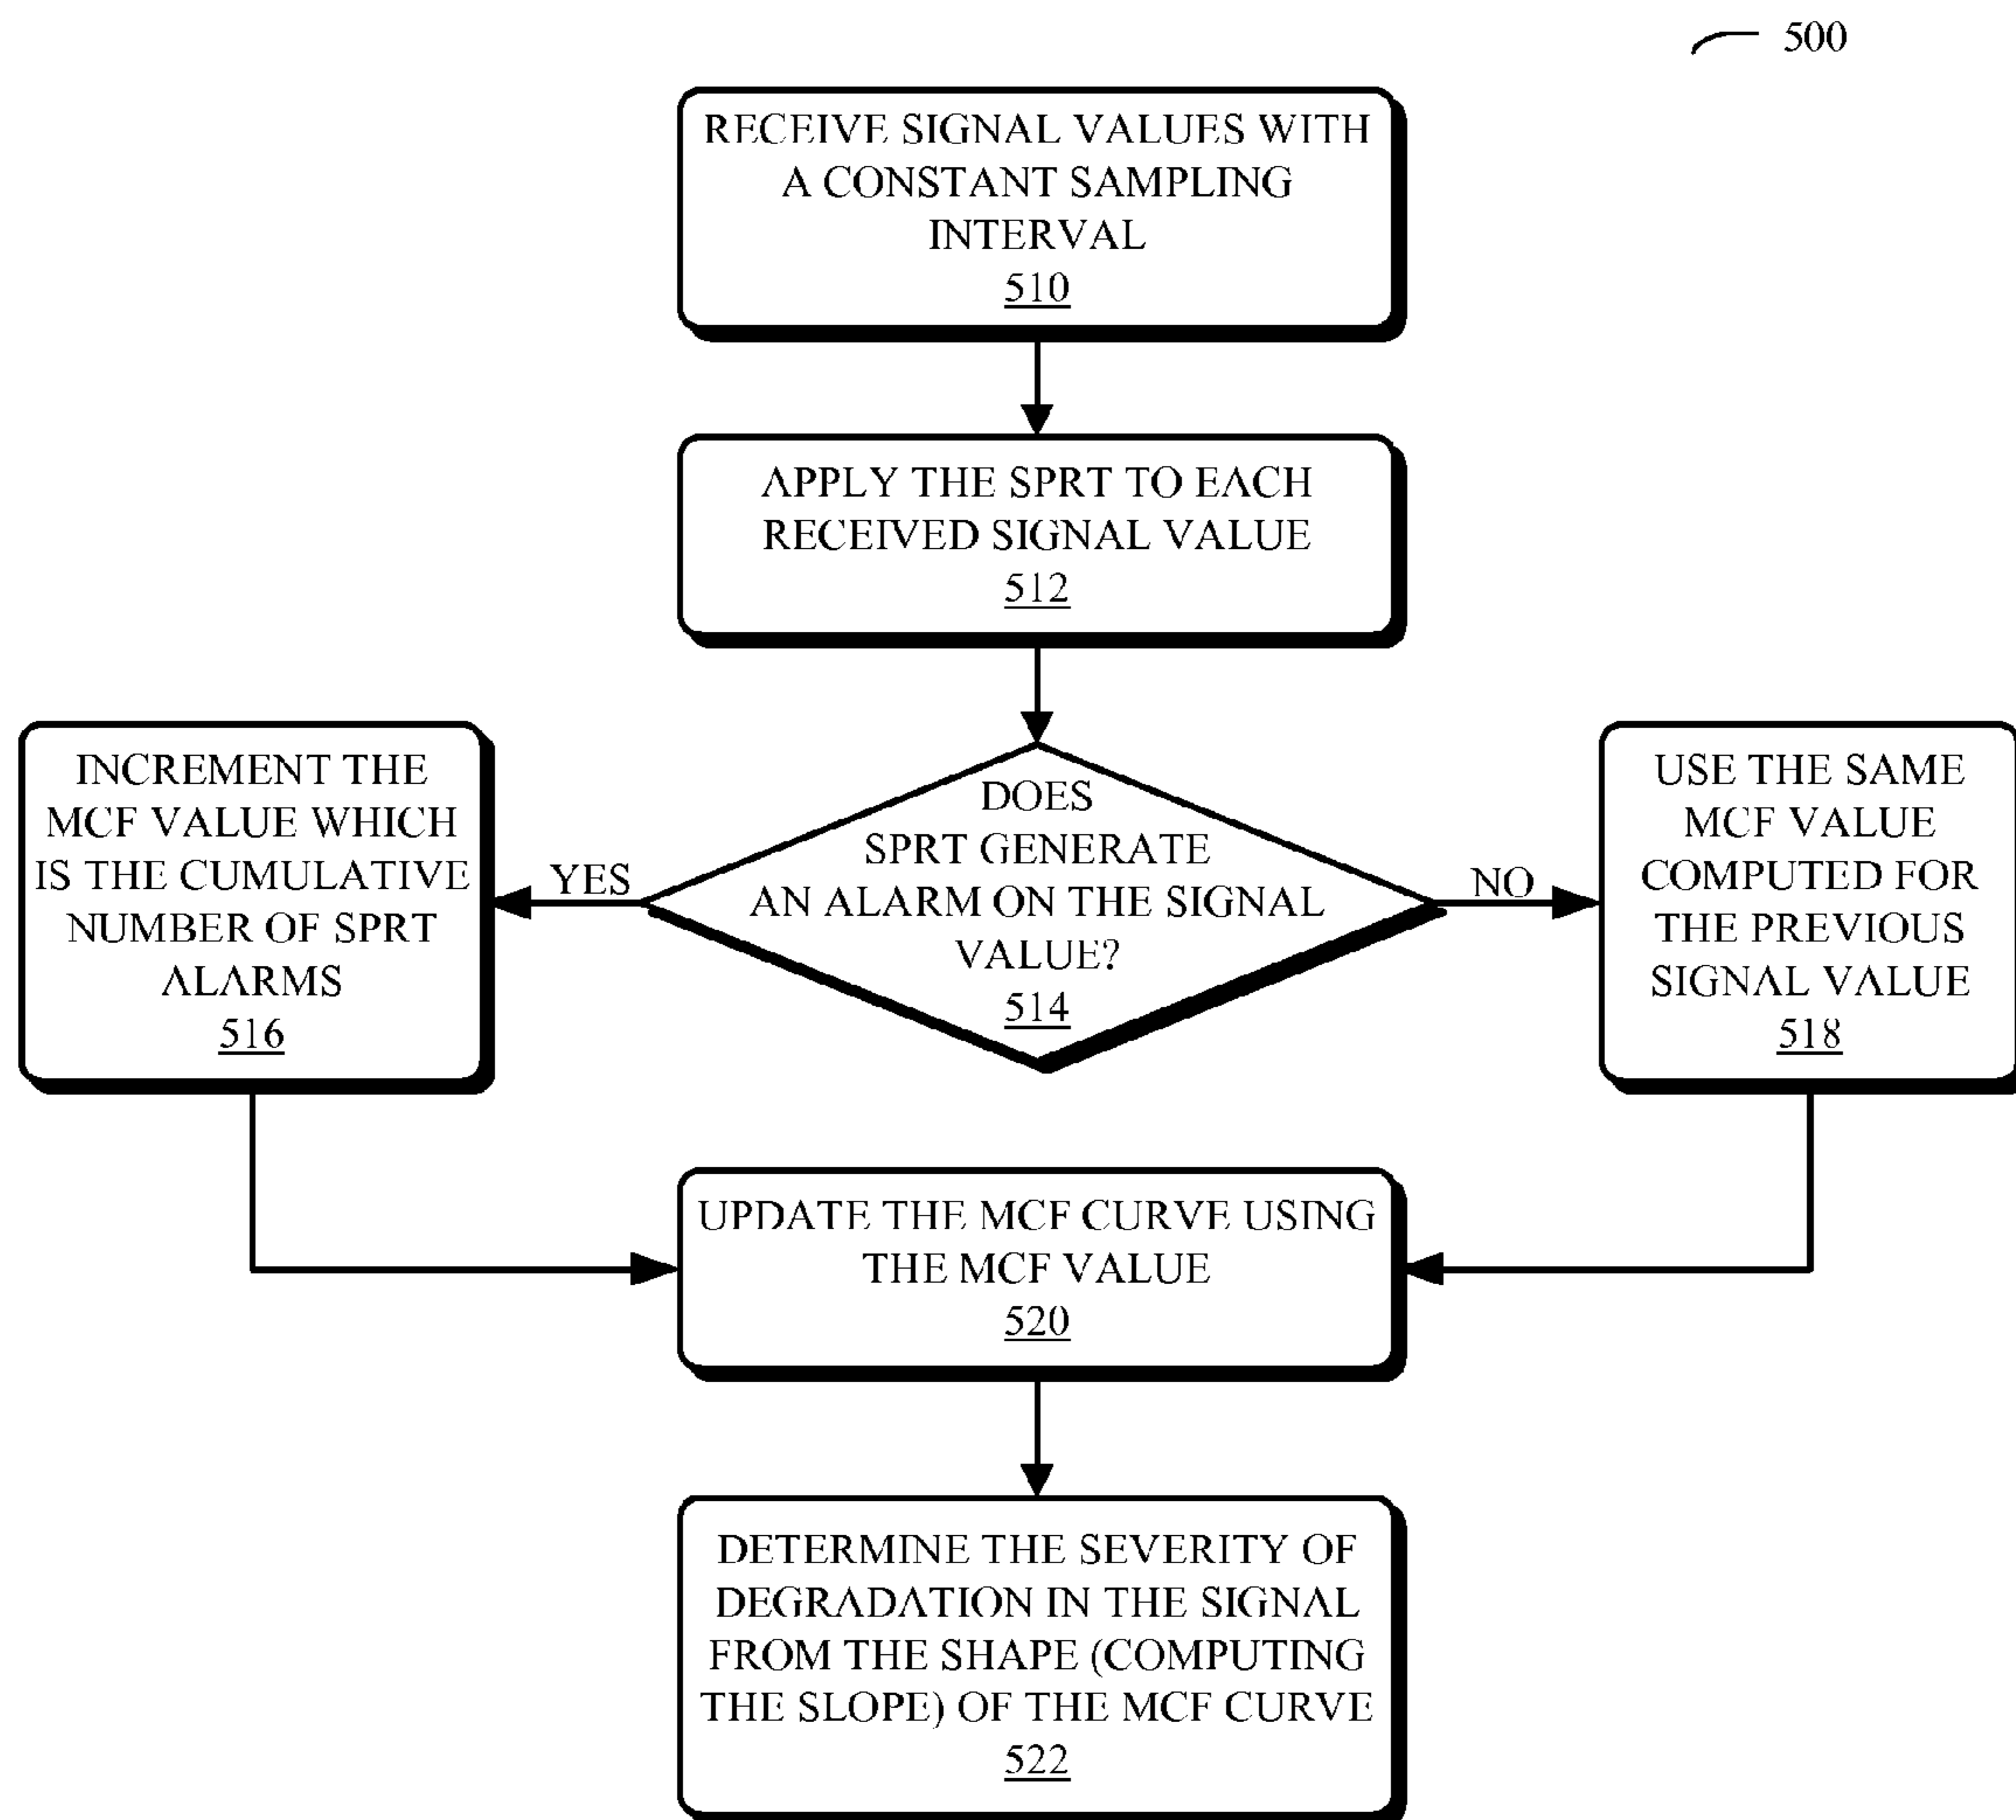 500
RECEIVE SIGNAL VALUES WITH
A CONSTANT SAMPLING
INTERVAL
510
APPLY THE SPRT TO EACH
RECEIVED SIGNAL VALUE
512
DOES
SPRT GENERATE
AN ALARM ON THE SIGNAL
VALUE?
514
YES
NO
INCREMENT THE
MCF VALUE WHICH
IS THE CUMULATIVE
NUMBER OF SPRT
ALARMS
516
USE THE SAME
MCF VALUE
COMPUTED FOR
THE PREVIOUS
SIGNAL VALUE
518
UPDATE THE MCF CURVE USING
THE MCF VALUE
520
DETERMINE THE SEVERITY OF
DEGRADATION IN THE SIGNAL
FROM THE SHAPE (COMPUTING
THE SLOPE) OF THE MCF CURVE
522